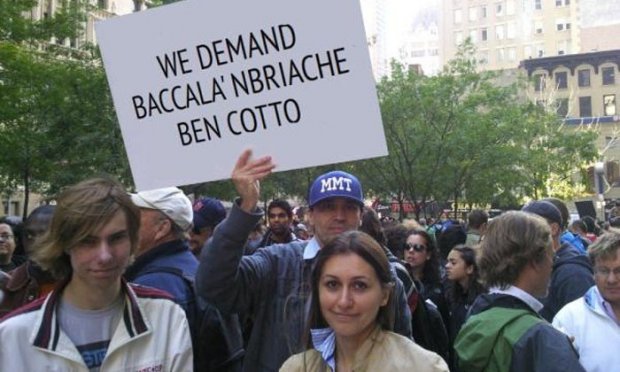 WE DEMAND
BACCALA' NBRIACHE
BEN COTTO
MMT